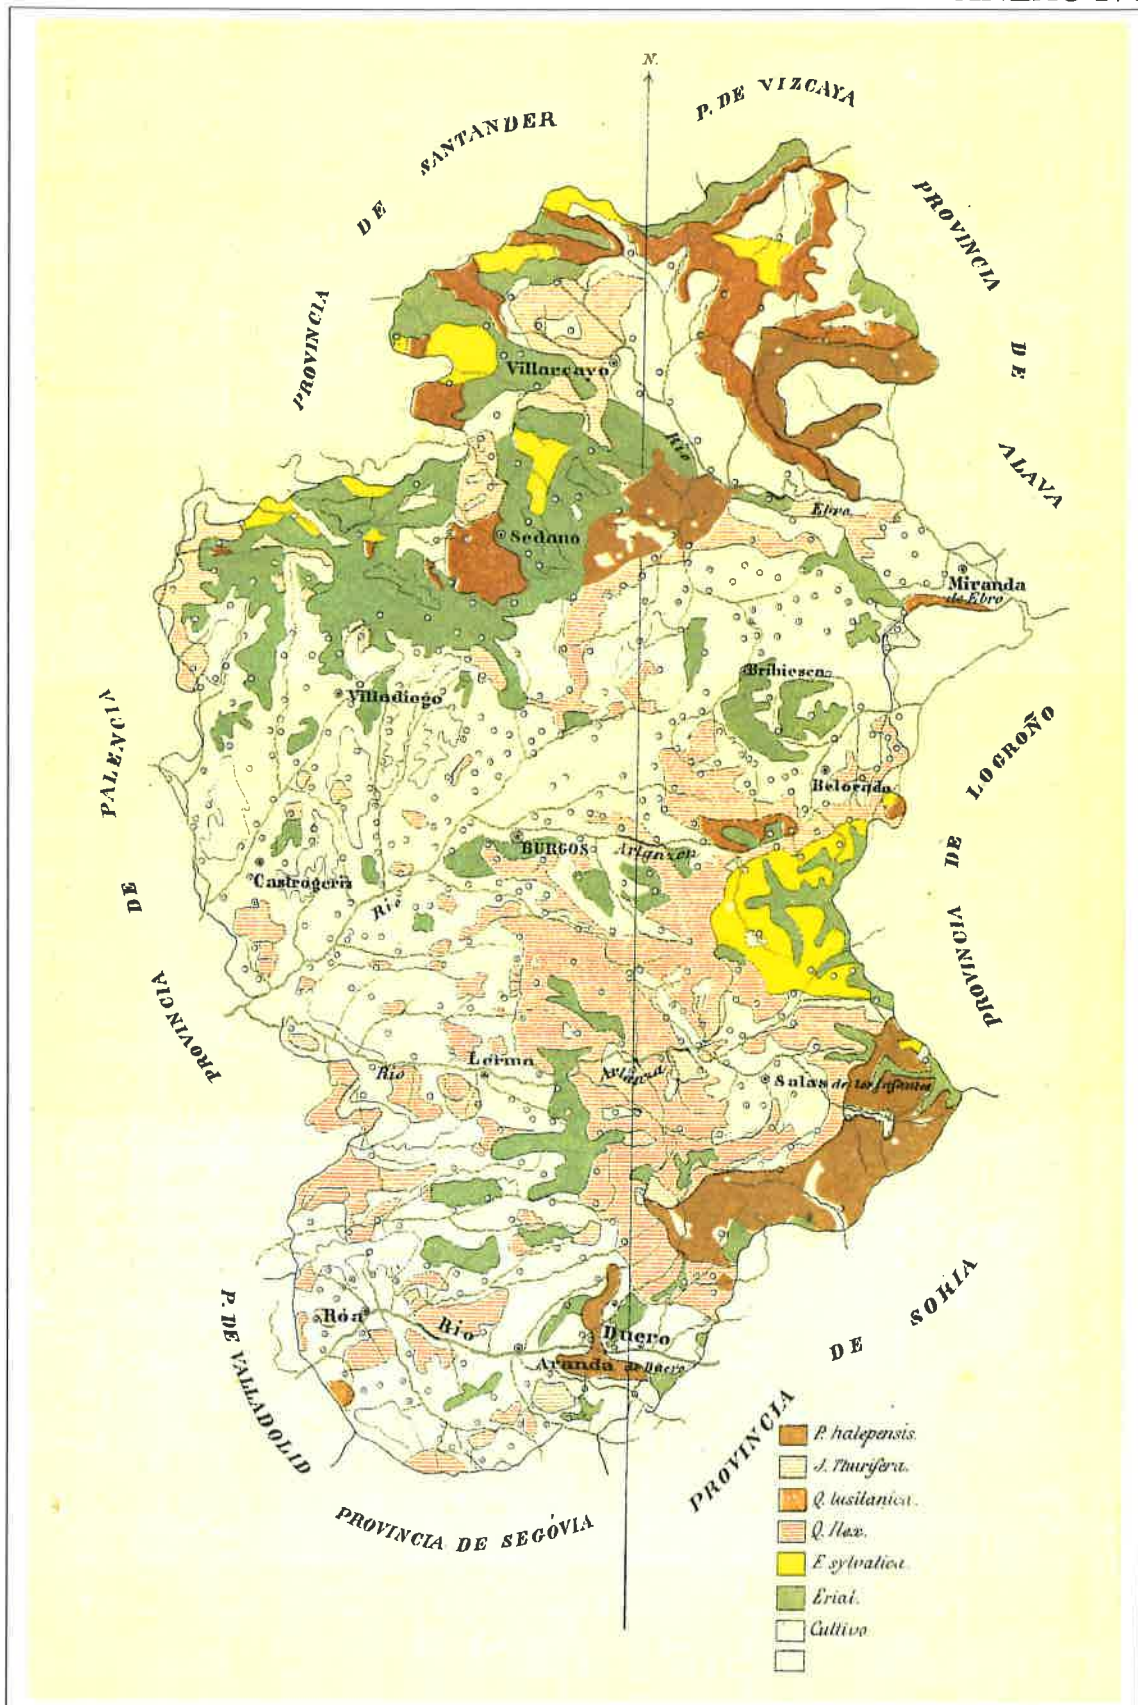 N.
P. DE VIZCAYA
PROVINCIA DE SANTANDER
PROVINCIA DE ALAVA
Villarcayo
Rio
Ebro
Sedano
Miranda
de Ebro
Bribiesca
Villadiego
PROVINCIA DE LOGROÑO
PROVINCIA DE PALENCIA
Belorado
BURGOS
Arlanzon
Castrogeriz
Rio
Lerma
Arlanza
Rio
Salas de los Infantes
Roa
Rio
Duero
Aranda de Duero
P. DE VALLADOLID
PROVINCIA DE SORIA
PROVINCIA DE SEGÓVIA
P. halepensis.
J. Thurifera.
Q. lusitanica.
Q. Ilex.
F. sylvatica.
Erial.
Cultivo